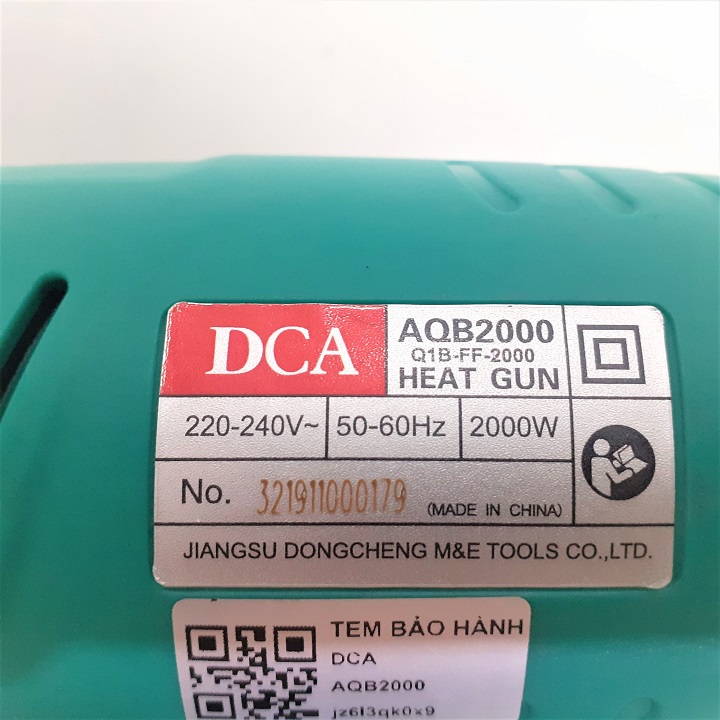 DCA
AQB2000
Q1B-FF-2000
HEAT GUN
220-240V~ 50-60Hz 2000W
No. 321911000179 (MADE IN CHINA)
JIANGSU DONGCHENG M&E TOOLS CO.,LTD.
TEM BẢO HÀNH
DCA
AQB2000
jz6l3qk0x9